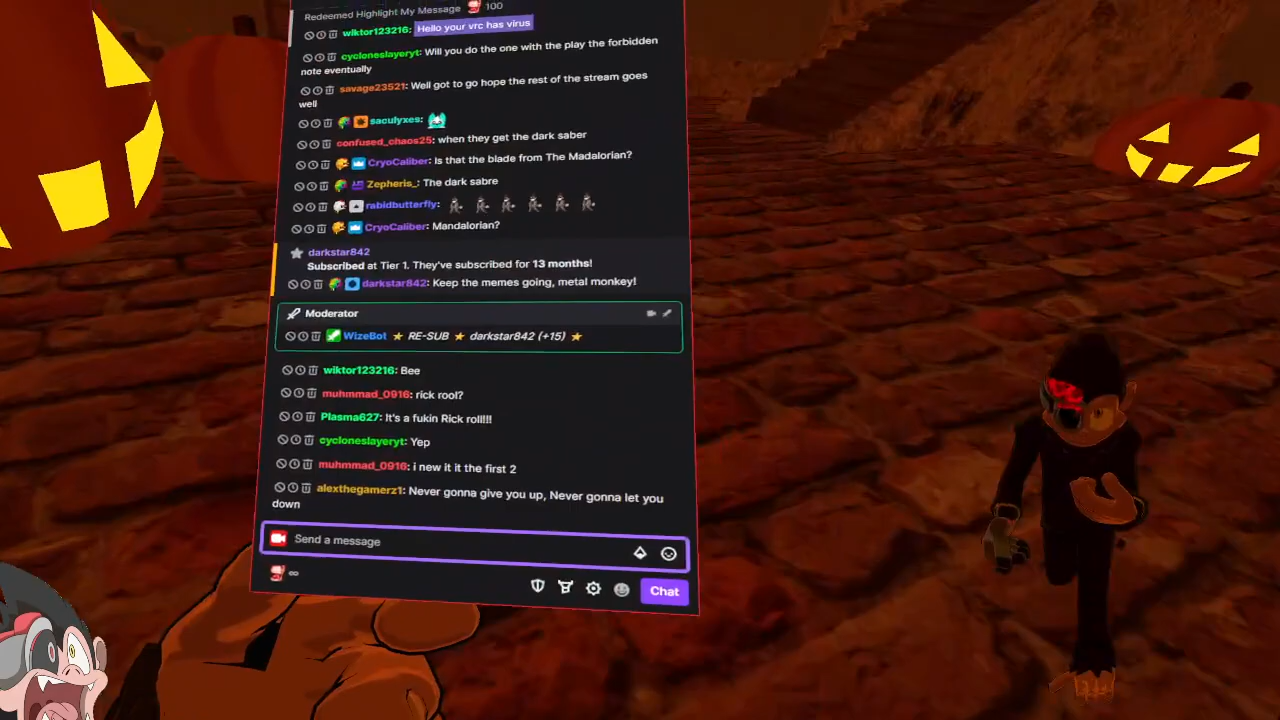 Redeemed Highlight My Message 100
wiktor123216: Hello your vrc has virus
cycloneslayeryt: Will you do the one with the play the forbidden
note eventually
savage23521: Well got to go hope the rest of the stream goes
well
saculyxes:
confused_chaos25: when they get the dark saber
CryoCaliber: Is that the blade from The Madalorian?
Zepheris_: The dark sabre
rabidbutterfly:
CryoCaliber: Mandalorian?
darkstar842
Subscribed at Tier 1. They've subscribed for 13 months!
darkstar842: Keep the memes going, metal monkey!
Moderator
WizeBot ★ RE-SUB ★ darkstar842 (+15) ★
wiktor123216: Bee
muhmmad_0916: rick rool?
Plasma627: It's a fukin Rick roll!!!
cycloneslayeryt: Yep
muhmmad_0916: i new it it the first 2
alexthegamerz1: Never gonna give you up, Never gonna let you
down
Send a message
∞
Chat